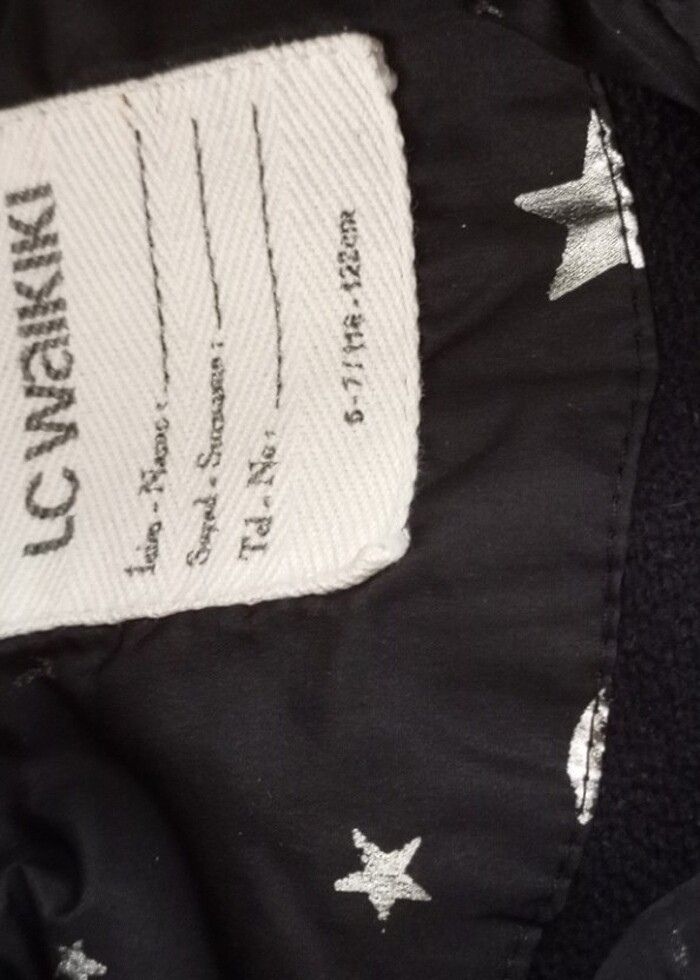 LC WAIKIKI
İsim - Name :
Soyad - Surname :
Tel - No :
6-7 / 116 - 122cm